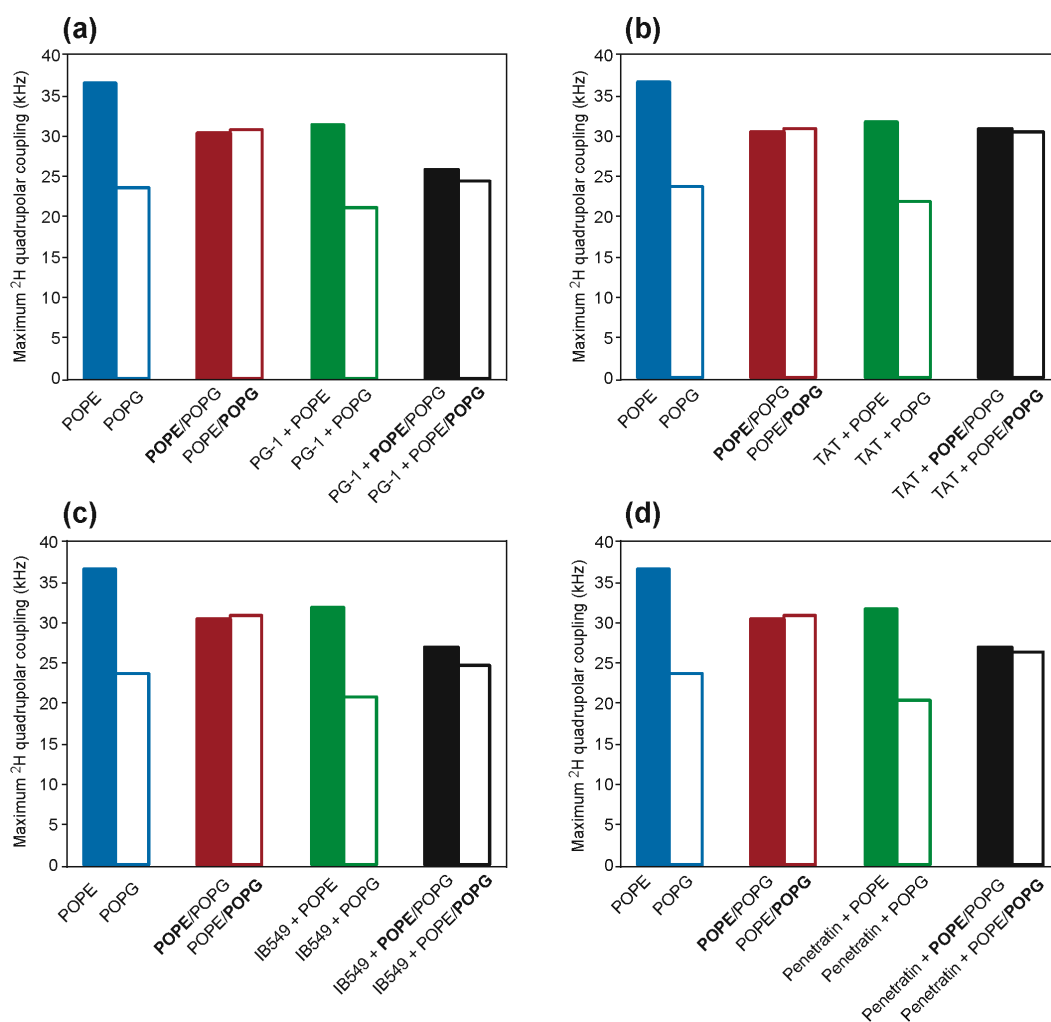 (a)
Maximum ²H quadrupolar coupling (kHz)
40
35
30
25
20
15
10
5
0
POPE
POPG
POPE/POPG
POPE/POPG
PG-1 + POPE
PG-1 + POPG
PG-1 + POPE/POPG
PG-1 + POPE/POPG
(b)
Maximum ²H quadrupolar coupling (kHz)
40
35
30
25
20
15
10
5
0
POPE
POPG
POPE/POPG
POPE/POPG
TAT + POPE
TAT + POPG
TAT + POPE/POPG
TAT + POPE/POPG
(c)
Maximum ²H quadrupolar coupling (kHz)
40
35
30
25
20
15
10
5
0
POPE
POPG
POPE/POPG
POPE/POPG
IB549 + POPE
IB549 + POPG
IB549 + POPE/POPG
IB549 + POPE/POPG
(d)
Maximum ²H quadrupolar coupling (kHz)
40
35
30
25
20
15
10
5
0
POPE
POPG
POPE/POPG
POPE/POPG
Penetratin + POPE
Penetratin + POPG
Penetratin + POPE/POPG
Penetratin + POPE/POPG